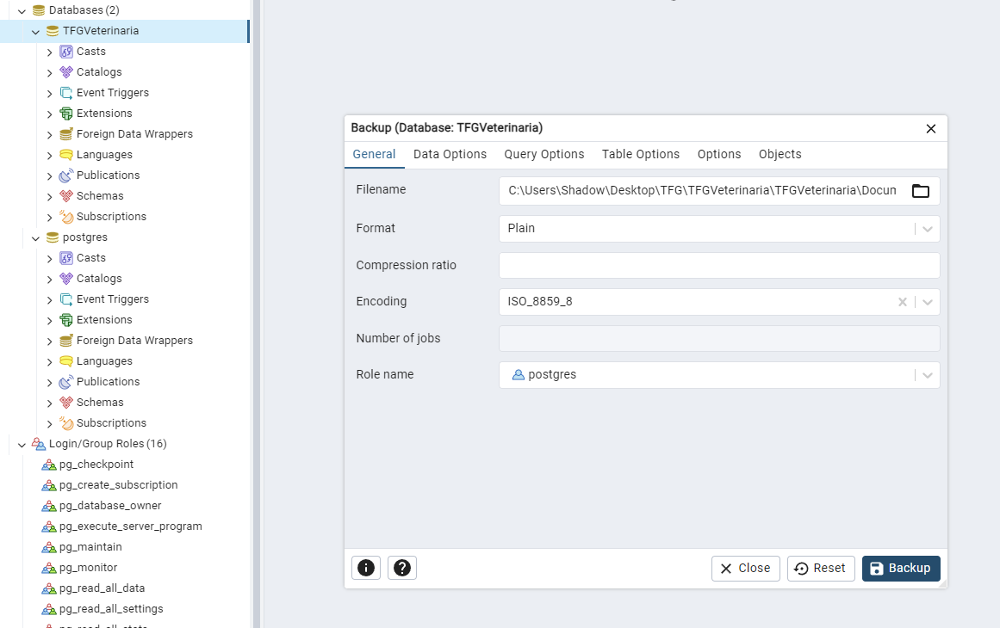 Databases (2)
TFGVeterinaria
Casts
Catalogs
Event Triggers
Extensions
Foreign Data Wrappers
Languages
Publications
Schemas
Subscriptions
postgres
Casts
Catalogs
Event Triggers
Extensions
Foreign Data Wrappers
Languages
Publications
Schemas
Subscriptions
Login/Group Roles (16)
pg_checkpoint
pg_create_subscription
pg_database_owner
pg_execute_server_program
pg_maintain
pg_monitor
pg_read_all_data
pg_read_all_settings
Backup (Database: TFGVeterinaria)
General Data Options Query Options Table Options Options Objects
Filename C:\Users\Shadow\Desktop\TFG\TFGVeterinaria\TFGVeterinaria\Docum
Format Plain
Compression ratio
Encoding ISO_8859_8
Number of jobs
Role name postgres
Close Reset Backup